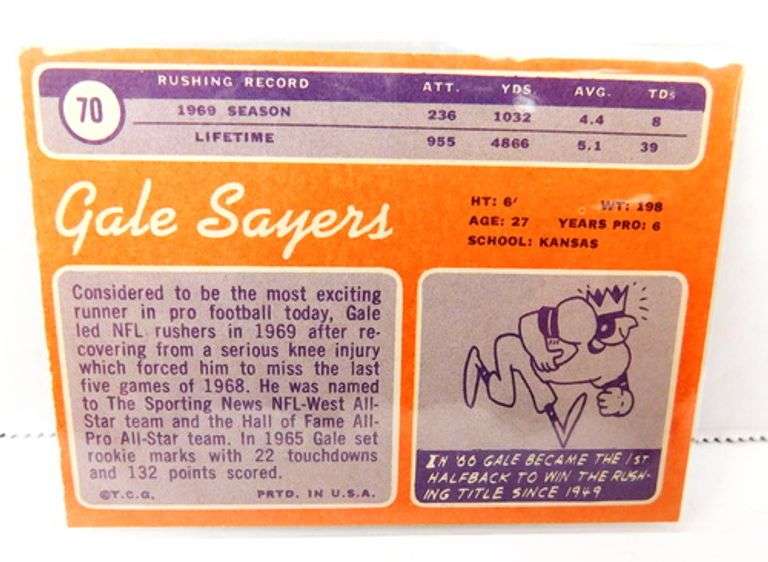 70
RUSHING RECORD ATT. YDS. AVG. TDs
1969 SEASON 236 1032 4.4 8
LIFETIME 955 4866 5.1 39
Gale Sayers
HT: 6' WT: 198
AGE: 27 YEARS PRO: 6
SCHOOL: KANSAS
Considered to be the most exciting
runner in pro football today, Gale
led NFL rushers in 1969 after re-
covering from a serious knee injury
which forced him to miss the last
five games of 1968. He was named
to The Sporting News NFL-West All-
Star team and the Hall of Fame All-
Pro All-Star team. In 1965 Gale set
rookie marks with 22 touchdowns
and 132 points scored.
©T.C.G. PRTD. IN U.S.A.
IN '66 GALE BECAME THE 1ST
HALFBACK TO WIN THE RUSH-
ING TITLE SINCE 1949